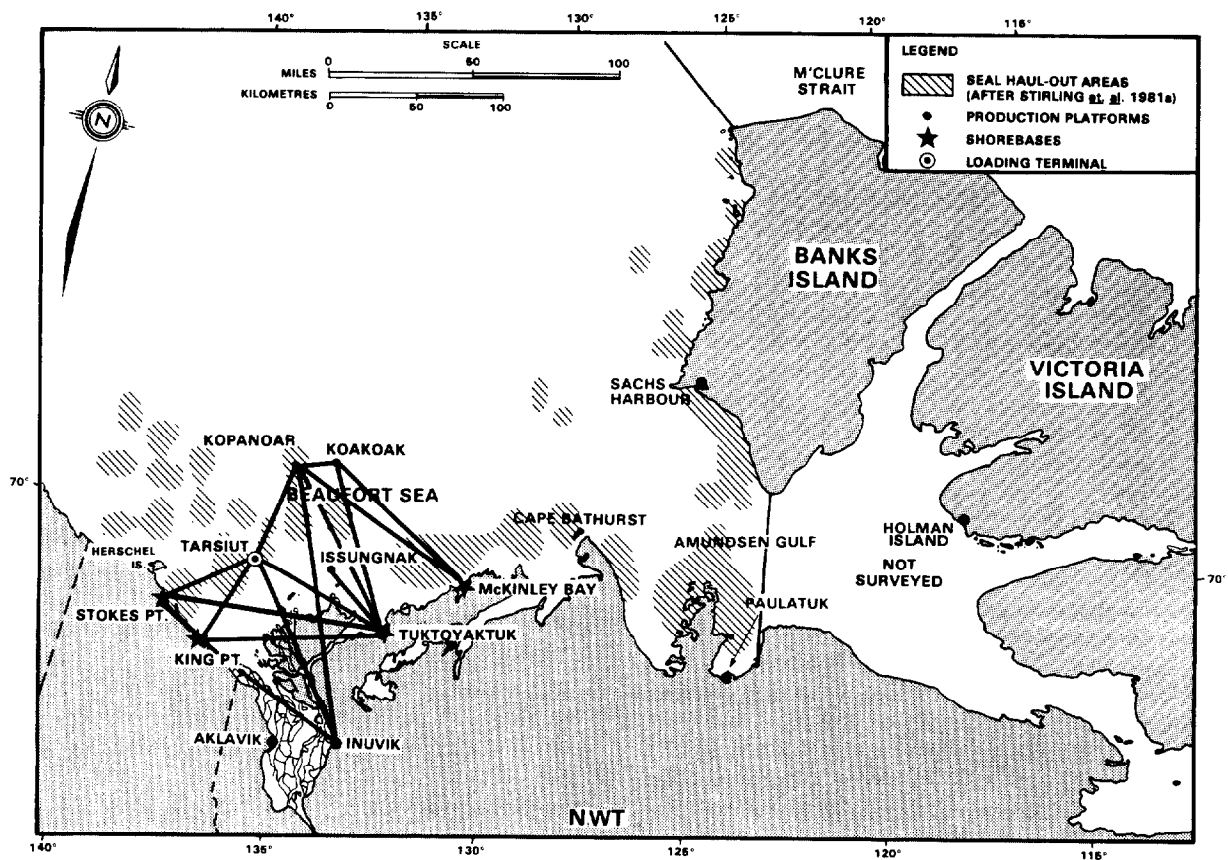 140° 135° 130° 125° 120° 115°
SCALE
MILES 0 50 100
KILOMETRES 0 50 100
N
LEGEND
SEAL HAUL-OUT AREAS
(AFTER STIRLING et. al. 1981a)
PRODUCTION PLATFORMS
SHOREBASES
LOADING TERMINAL
M'CLURE
STRAIT
BANKS
ISLAND
VICTORIA
ISLAND
SACHS
HARBOUR
KOPANOAR
KOAKOAK
70°
BEAUFORT SEA
CAPE BATHURST
HOLMAN
ISLAND
AMUNDSEN GULF
TARSIUT
HERSCHEL
IS.
ISSUNGNAK
NOT
SURVEYED
70°
McKINLEY BAY
STOKES PT.
PAULATUK
TUKTOYAKTUK
KING PT.
AKLAVIK
INUVIK
NWT
140° 135° 130° 125° 120° 115°